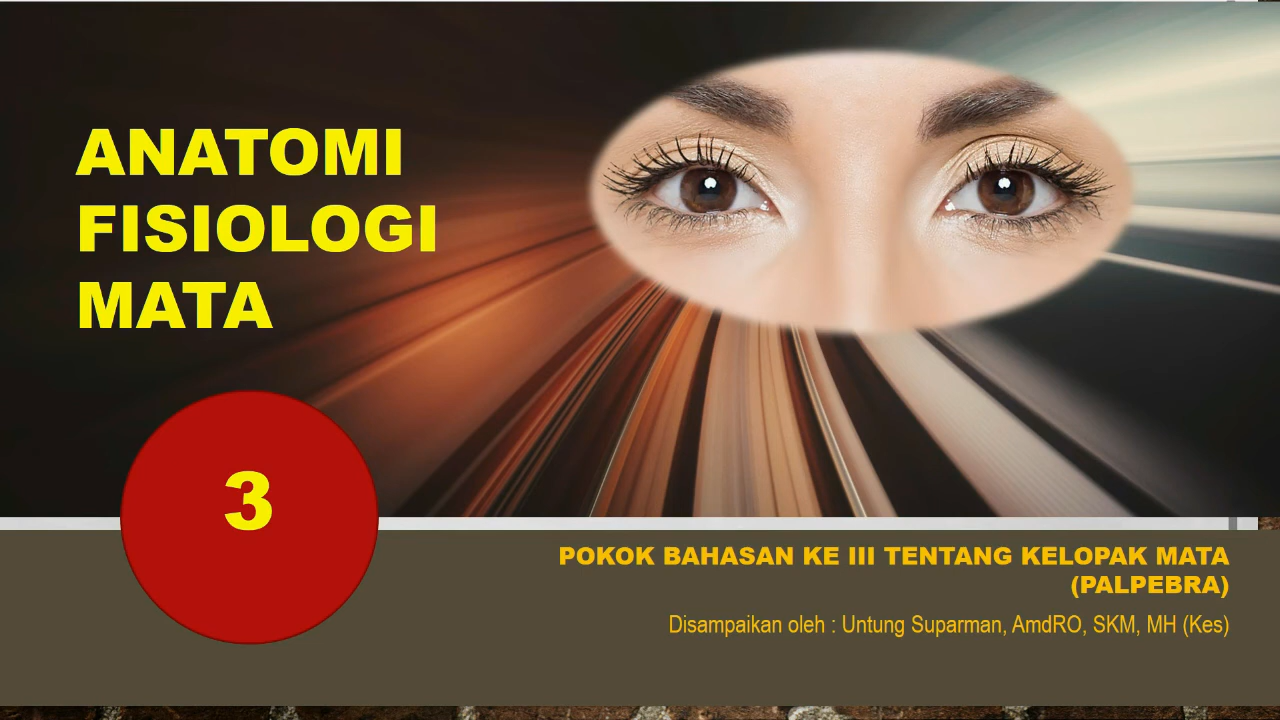 ANATOMI
FISIOLOGI
MATA
3
POKOK BAHASAN KE III TENTANG KELOPAK MATA
(PALPEBRA)
Disampaikan oleh : Untung Suparman, AmdRO, SKM, MH (Kes)